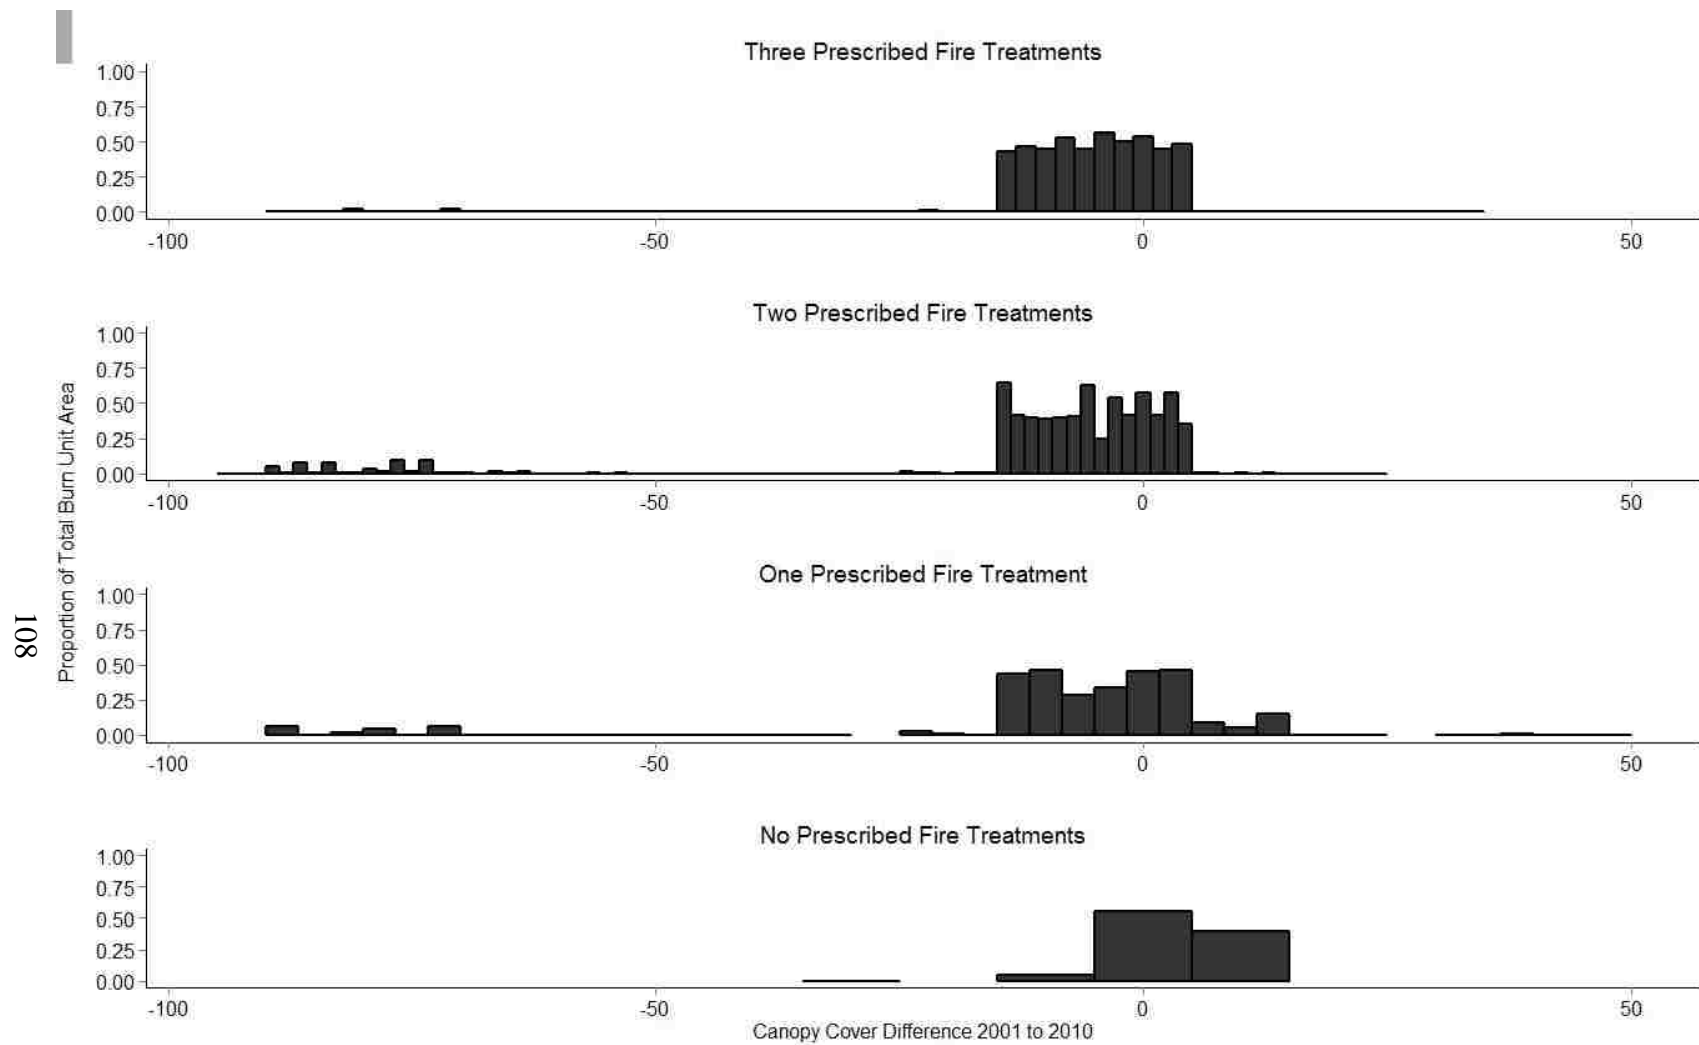 Three Prescribed Fire Treatments
1.00
0.75
0.50
0.25
0.00
-100 -50 0 50
Two Prescribed Fire Treatments
1.00
0.75
0.50
0.25
0.00
-100 -50 0 50
Proportion of Total Burn Unit Area
108
One Prescribed Fire Treatment
1.00
0.75
0.50
0.25
0.00
-100 -50 0 50
No Prescribed Fire Treatments
1.00
0.75
0.50
0.25
0.00
-100 -50 0 50
Canopy Cover Difference 2001 to 2010